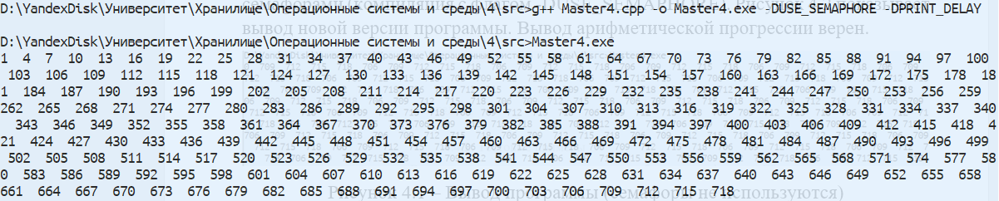 D:\YandexDisk\Университет\Хранилище\Операционные системы и среды\4\src>g++ Master4.cpp -o Master4.exe -DUSE_SEMAPHORE -DPRINT_DELAY
вывод новой версии программы. Вывод арифметической прогрессии верен.
D:\YandexDisk\Университет\Хранилище\Операционные системы и среды\4\src>Master4.exe
1 4 7 10 13 16 19 22 25 28 31 34 37 40 43 46 49 52 55 58 61 64 67 70 73 76 79 82 85 88 91 94 97 100
103 106 109 112 115 118 121 124 127 130 133 136 139 142 145 148 151 154 157 160 163 166 169 172 175 178 18
1 184 187 190 193 196 199 202 205 208 211 214 217 220 223 226 229 232 235 238 241 244 247 250 253 256 259
262 265 268 271 274 277 280 283 286 289 292 295 298 301 304 307 310 313 316 319 322 325 328 331 334 337 340
343 346 349 352 355 358 361 364 367 370 373 376 379 382 385 388 391 394 397 400 403 406 409 412 415 418 4
21 424 427 430 433 436 439 442 445 448 451 454 457 460 463 466 469 472 475 478 481 484 487 490 493 496 499
502 505 508 511 514 517 520 523 526 529 532 535 538 541 544 547 550 553 556 559 562 565 568 571 574 577 58
0 583 586 589 592 595 598 601 604 607 610 613 616 619 622 625 628 631 634 637 640 643 646 649 652 655 658
661 664 667 670 673 676 679 682 685 688 691 694 697 700 703 706 709 712 715 718